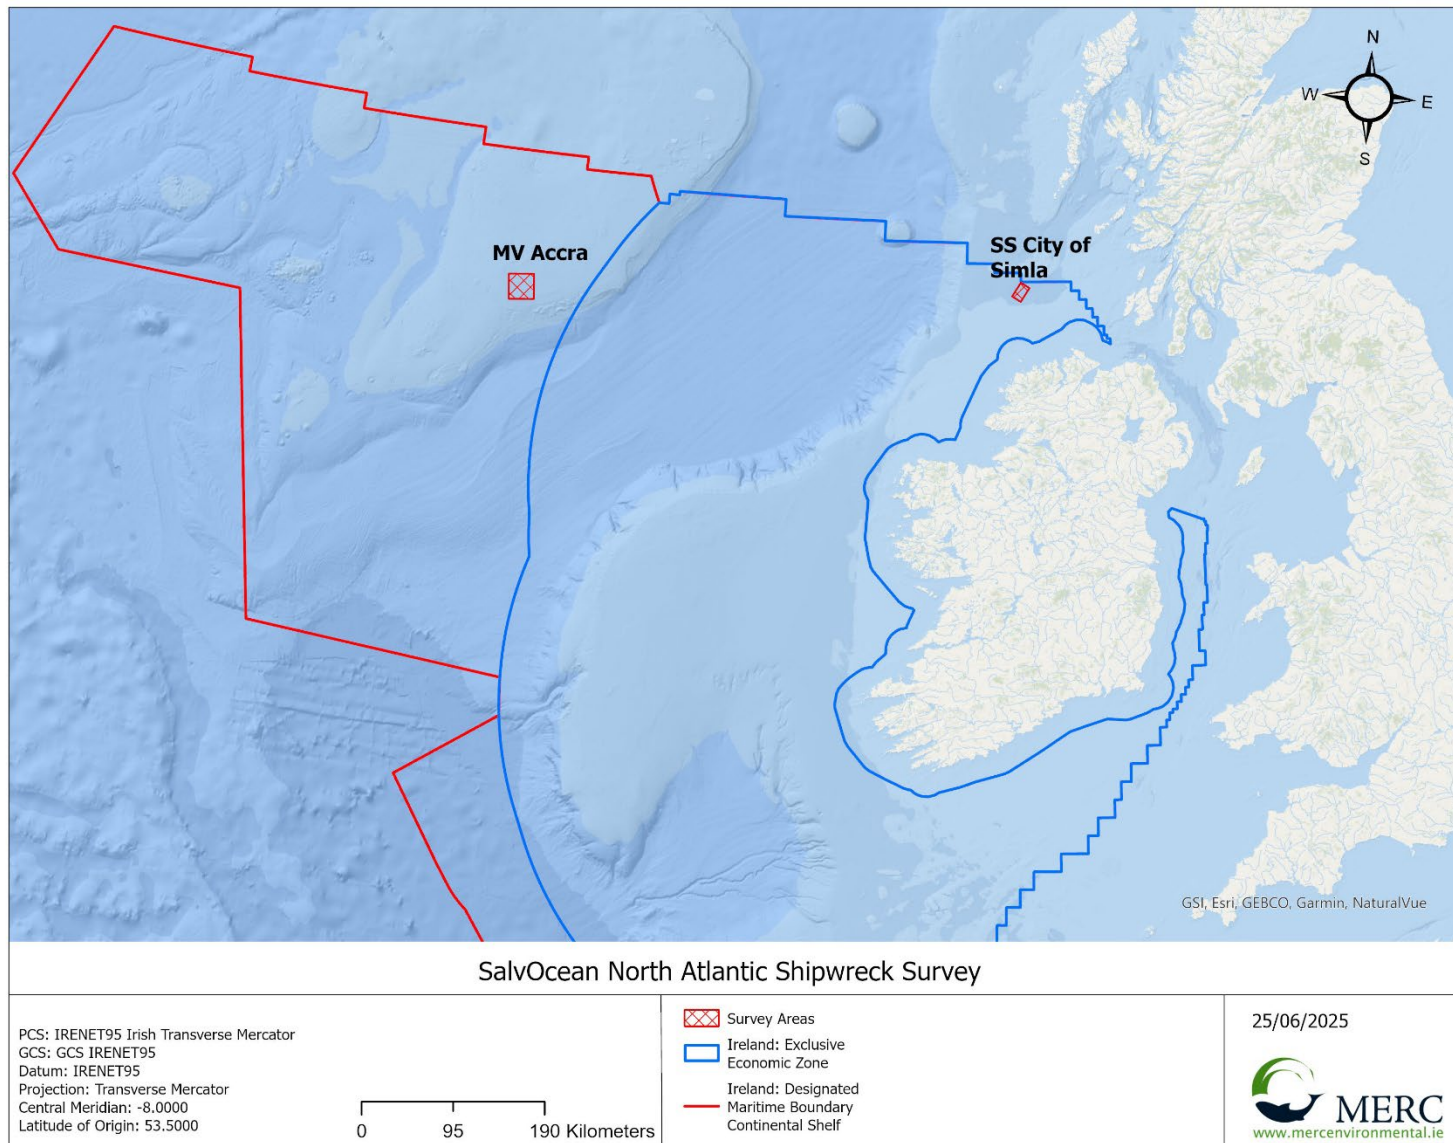 N
W
E
S
MV Accra
SS City of
Simla
GSI, Esri, GEBCO, Garmin, NaturalVue
SalvOcean North Atlantic Shipwreck Survey
PCS: IRENET95 Irish Transverse Mercator
GCS: GCS IRENET95
Datum: IRENET95
Projection: Transverse Mercator
Central Meridian: -8.0000
Latitude of Origin: 53.5000
0 95 190 Kilometers
Survey Areas
Ireland: Exclusive
Economic Zone
Ireland: Designated
Maritime Boundary
Continental Shelf
25/06/2025
MERC
www.mercenvironmental.ie